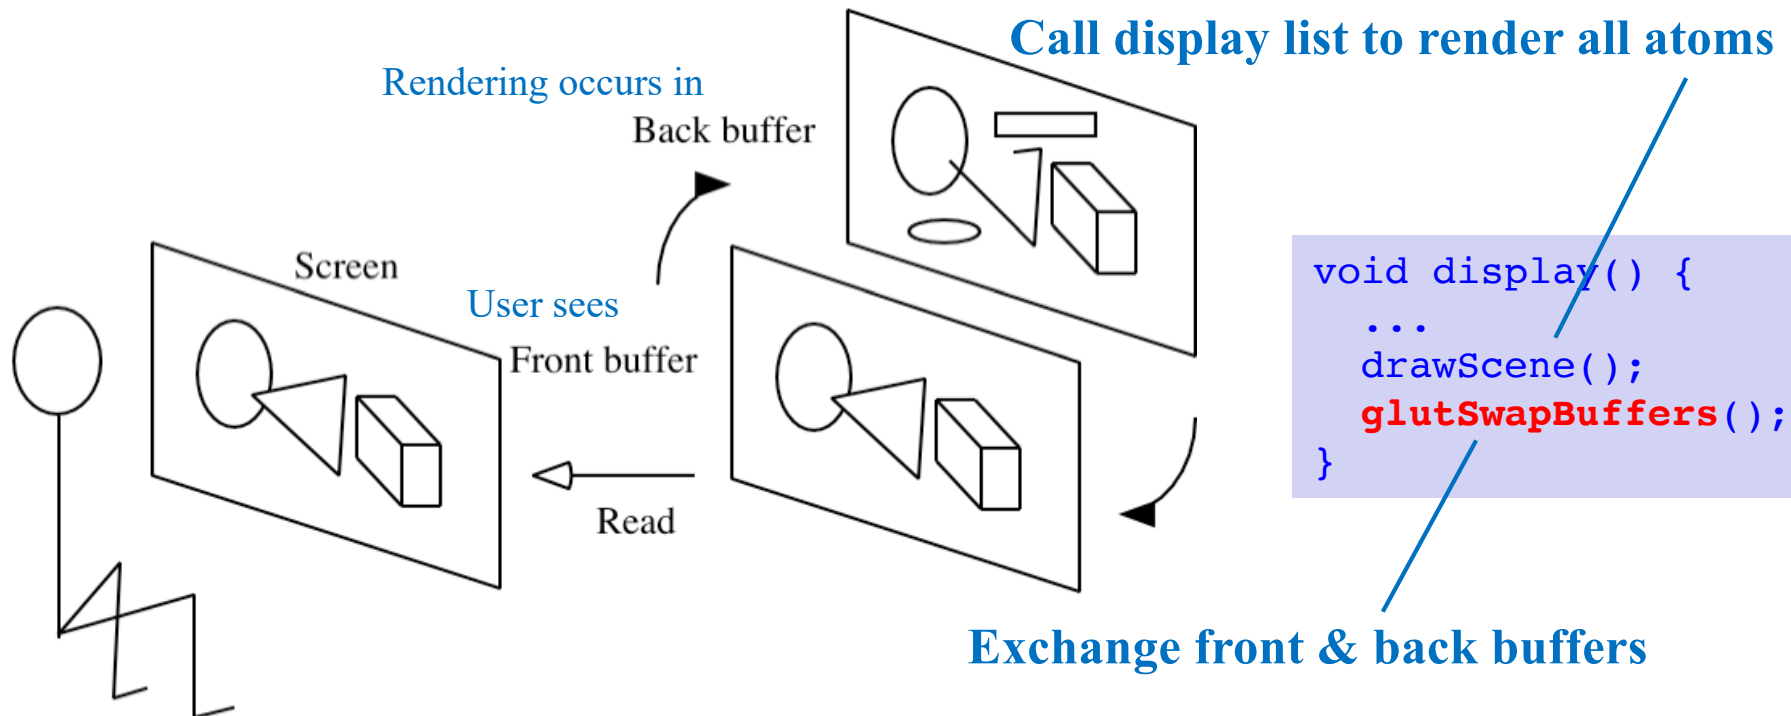 Call display list to render all atoms
Rendering occurs in
Back buffer
Screen
User sees
Front buffer
Read
void display() {
...
drawScene();
glutSwapBuffers();
}
Exchange front & back buffers